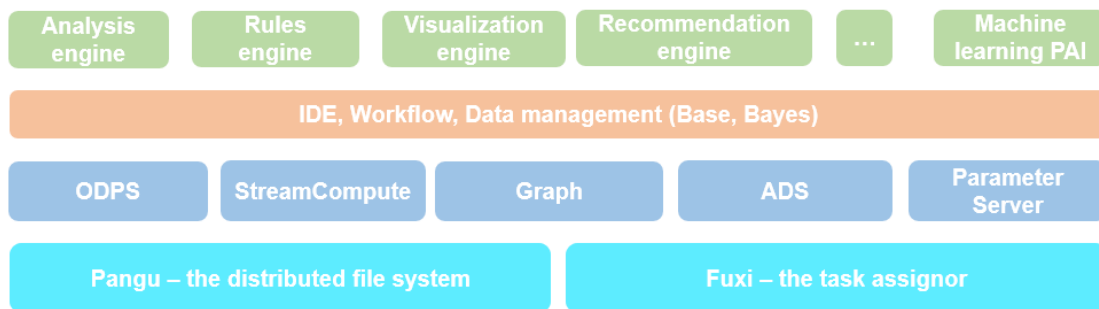 Analysis
engine
Rules
engine
Visualization
engine
Recommendation
engine
...
Machine
learning PAI
IDE, Workflow, Data management (Base, Bayes)
ODPS
StreamCompute
Graph
ADS
Parameter
Server
Pangu – the distributed file system
Fuxi – the task assignor